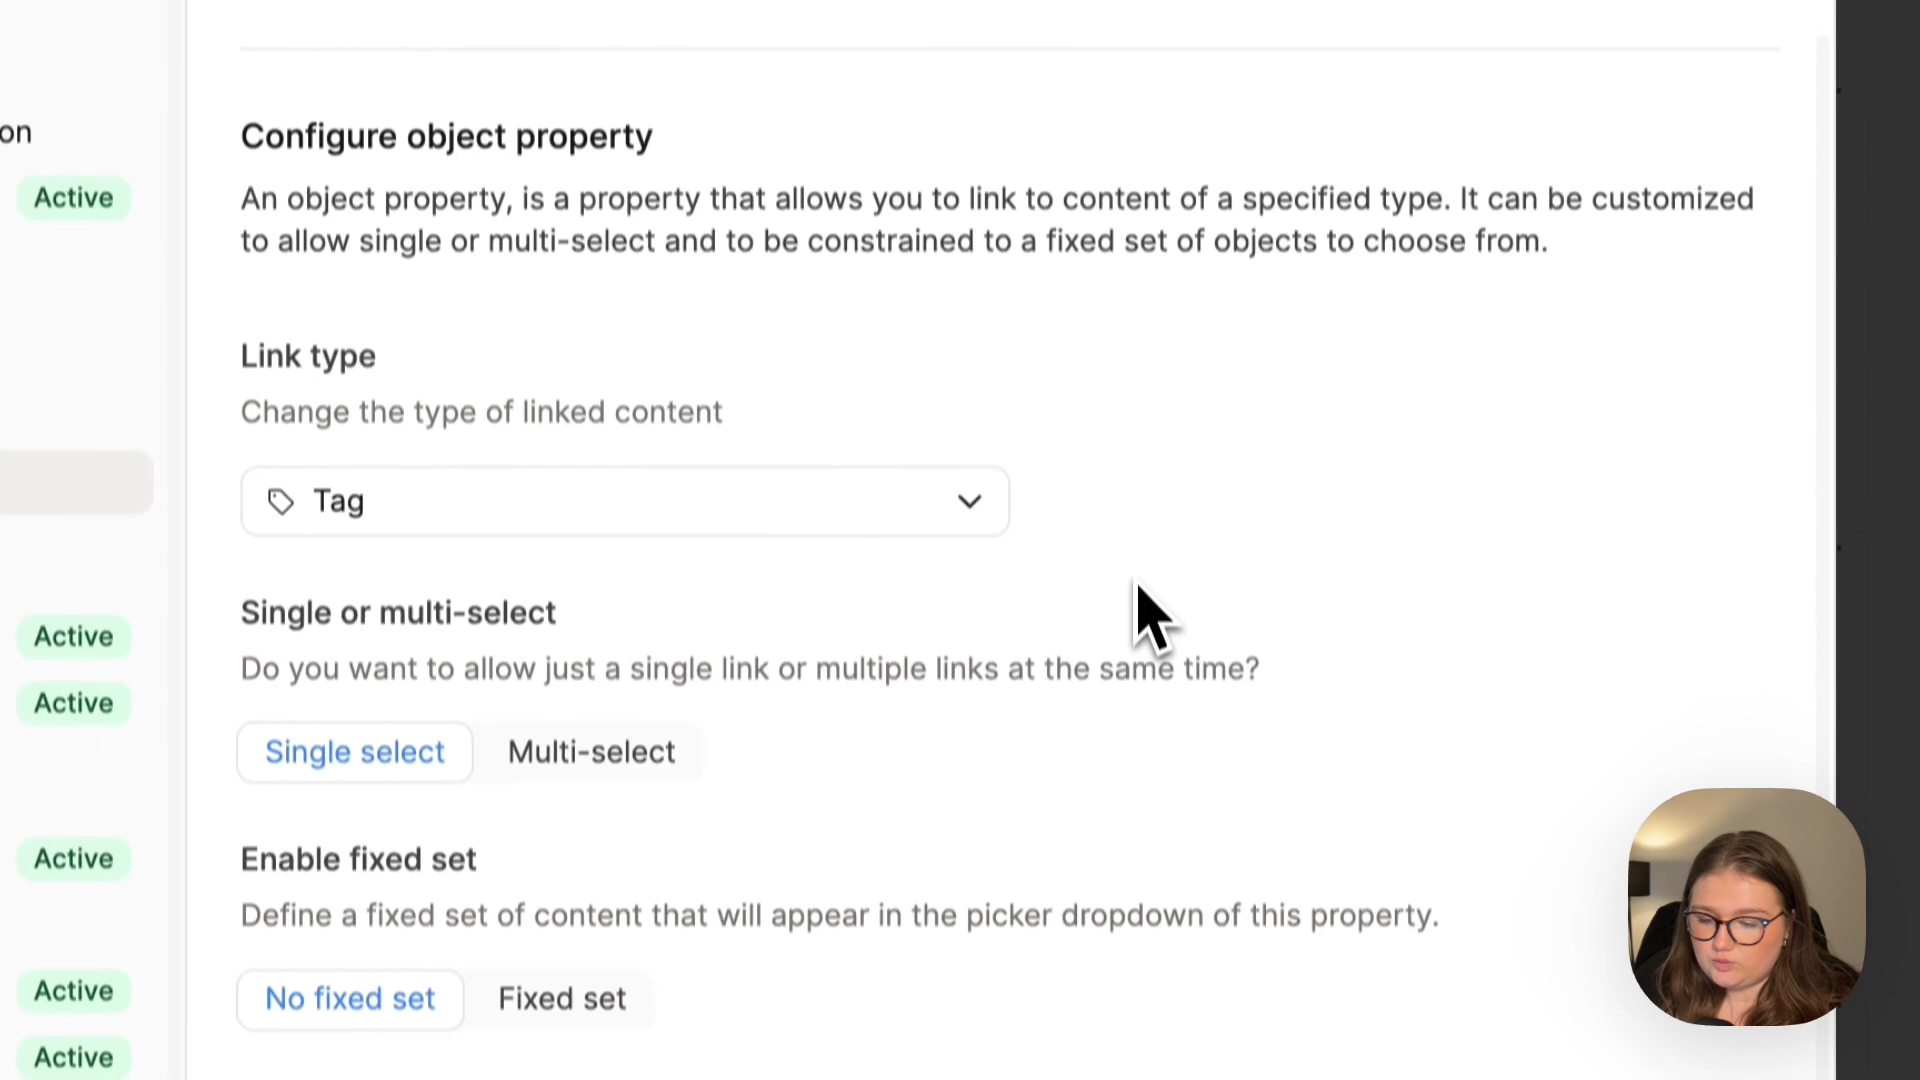 on
Active
Active
Active
Active
Active
Active
Configure object property
An object property, is a property that allows you to link to content of a specified type. It can be customized
to allow single or multi-select and to be constrained to a fixed set of objects to choose from.
Link type
Change the type of linked content
Tag
Single or multi-select
Do you want to allow just a single link or multiple links at the same time?
Single select
Multi-select
Enable fixed set
Define a fixed set of content that will appear in the picker dropdown of this property.
No fixed set
Fixed set